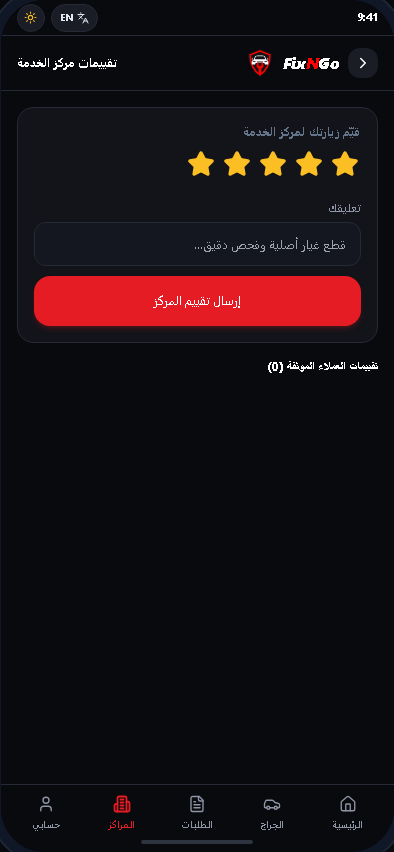 9:41
EN
FixNGo
تقييمات مركز الخدمة
قيّم زيارتك لمركز الخدمة
تعليقك
قطع غيار أصلية وفحص دقيق...
إرسال تقييم المركز
تقييمات العملاء الموثقة (0)
الرئيسية
الجراج
الطلبات
المراكز
حسابي